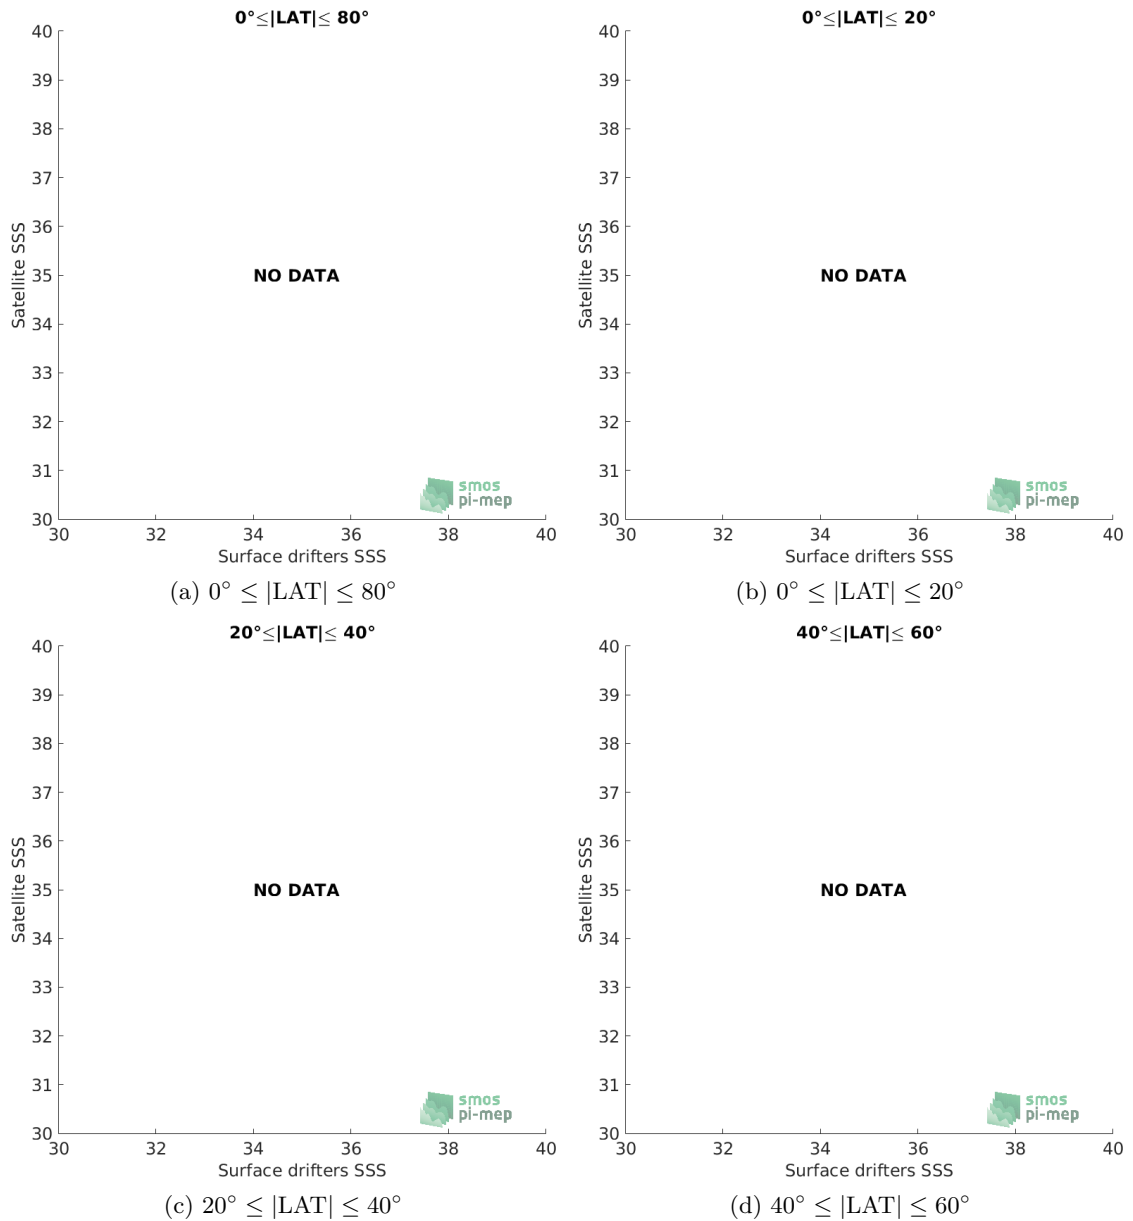 0°≤|LAT|≤ 80°
40
39
38
37
36
35
34
33
32
31
30
Satellite SSS
NO DATA
smos
pi-mep
30 32 34 36 38 40
Surface drifters SSS
(a) 0° ≤ |LAT| ≤ 80°
0°≤|LAT|≤ 20°
40
39
38
37
36
35
34
33
32
31
30
Satellite SSS
NO DATA
smos
pi-mep
30 32 34 36 38 40
Surface drifters SSS
(b) 0° ≤ |LAT| ≤ 20°
20°≤|LAT|≤ 40°
40
39
38
37
36
35
34
33
32
31
30
Satellite SSS
NO DATA
smos
pi-mep
30 32 34 36 38 40
Surface drifters SSS
(c) 20° ≤ |LAT| ≤ 40°
40°≤|LAT|≤ 60°
40
39
38
37
36
35
34
33
32
31
30
Satellite SSS
NO DATA
smos
pi-mep
30 32 34 36 38 40
Surface drifters SSS
(d) 40° ≤ |LAT| ≤ 60°